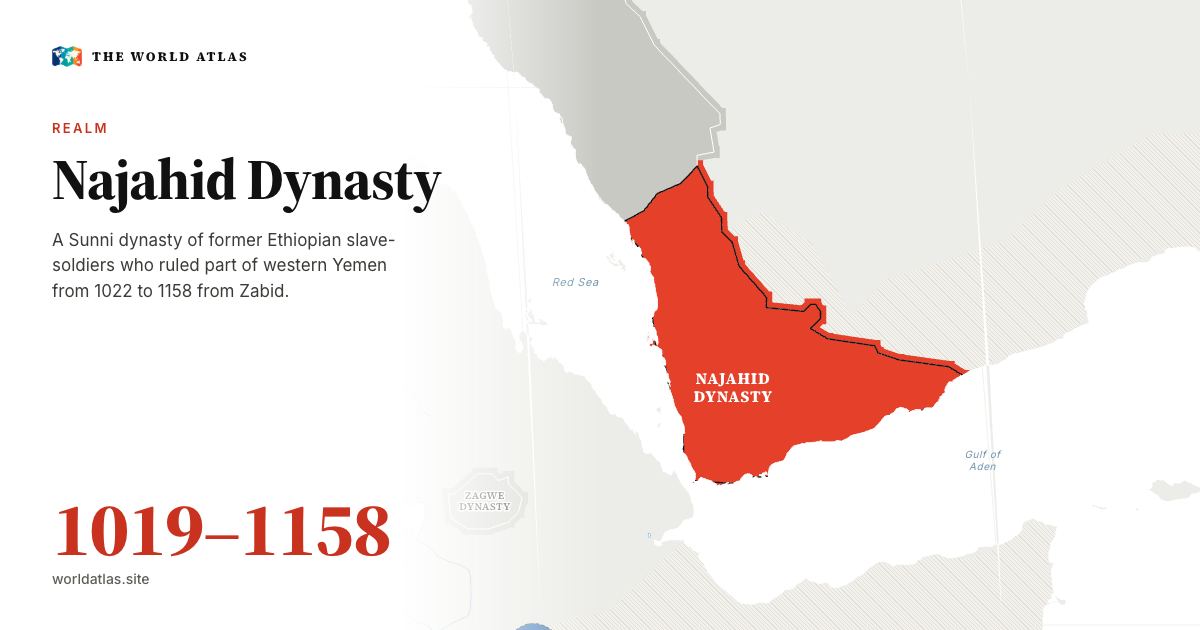 THE WORLD ATLAS
REALM
Najahid Dynasty
A Sunni dynasty of former Ethiopian slave-
soldiers who ruled part of western Yemen
from 1022 to 1158 from Zabid.
1019–1158
worldatlas.site
Red Sea
NAJAHID
DYNASTY
Gulf of
Aden
ZAGWE
DYNASTY